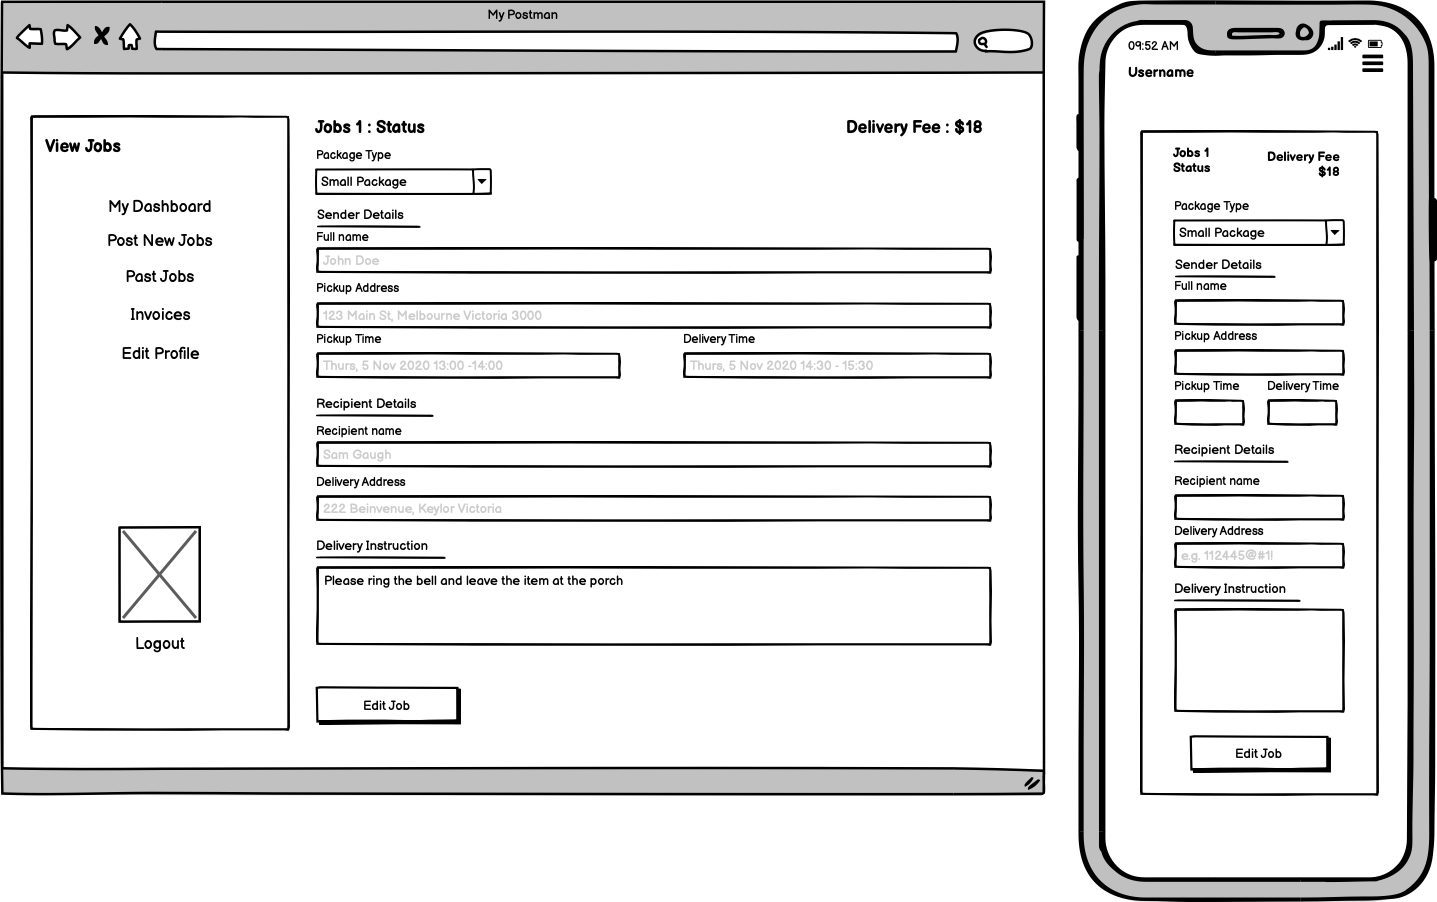 My Postman
View Jobs
My Dashboard
Post New Jobs
Past Jobs
Invoices
Edit Profile
Logout
Jobs 1 : Status
Delivery Fee : $18
Package Type
Small Package
Sender Details
Full name
John Doe
Pickup Address
123 Main St, Melbourne Victoria 3000
Pickup Time
Delivery Time
Thurs, 5 Nov 2020 13:00 -14:00
Thurs, 5 Nov 2020 14:30 - 15:30
Recipient Details
Recipient name
Sam Gaugh
Delivery Address
222 Beinvenue, Keylor Victoria
Delivery Instruction
Please ring the bell and leave the item at the porch
Edit Job
09:52 AM
Username
Jobs 1
Status
Delivery Fee
$18
Package Type
Small Package
Sender Details
Full name
Pickup Address
Pickup Time
Delivery Time
Recipient Details
Recipient name
Delivery Address
e.g. 112445@#1!
Delivery Instruction
Edit Job